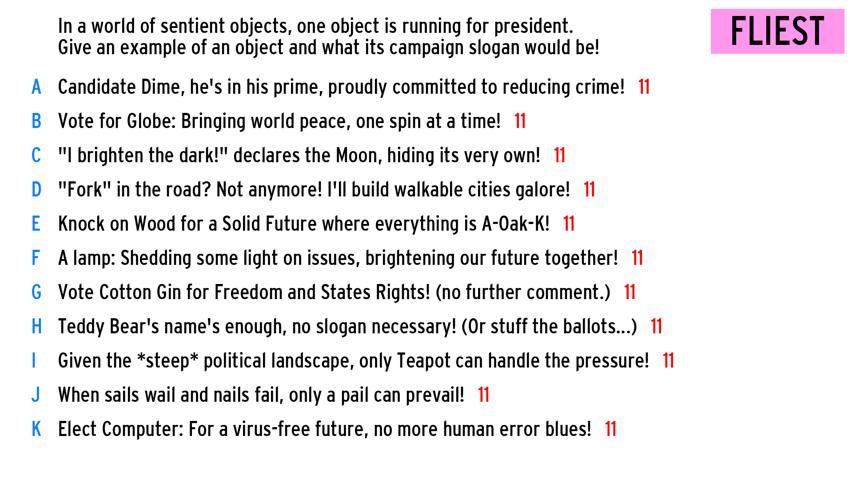 In a world of sentient objects, one object is running for president.
Give an example of an object and what its campaign slogan would be!
FLIEST
A Candidate Dime, he's in his prime, proudly committed to reducing crime! 11
B Vote for Globe: Bringing world peace, one spin at a time! 11
C "I brighten the dark!" declares the Moon, hiding its very own! 11
D "Fork" in the road? Not anymore! I'll build walkable cities galore! 11
E Knock on Wood for a Solid Future where everything is A-Oak-K! 11
F A lamp: Shedding some light on issues, brightening our future together! 11
G Vote Cotton Gin for Freedom and States Rights! (no further comment.) 11
H Teddy Bear's name's enough, no slogan necessary! (Or stuff the ballots...) 11
I Given the *steep* political landscape, only Teapot can handle the pressure! 11
J When sails wail and nails fail, only a pail can prevail! 11
K Elect Computer: For a virus-free future, no more human error blues! 11